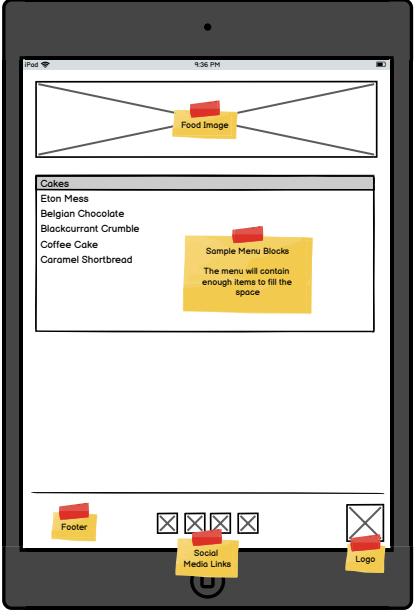 iPad
9:36 PM
Food Image
Cakes
Eton Mess
Belgian Chocolate
Blackcurrant Crumble
Coffee Cake
Caramel Shortbread
Sample Menu Blocks
The menu will contain
enough items to fill the
space
Footer
Social
Media Links
Logo